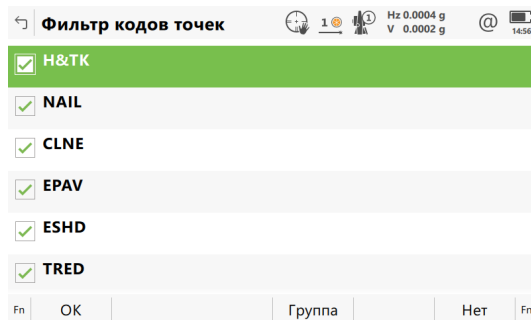 Фильтр кодов точек
1
1
Hz 0.0004 g
V 0.0002 g
@
14:56
H&TK
NAIL
CLNE
EPAV
ESHD
TRED
Fn OK Группа Нет Fn